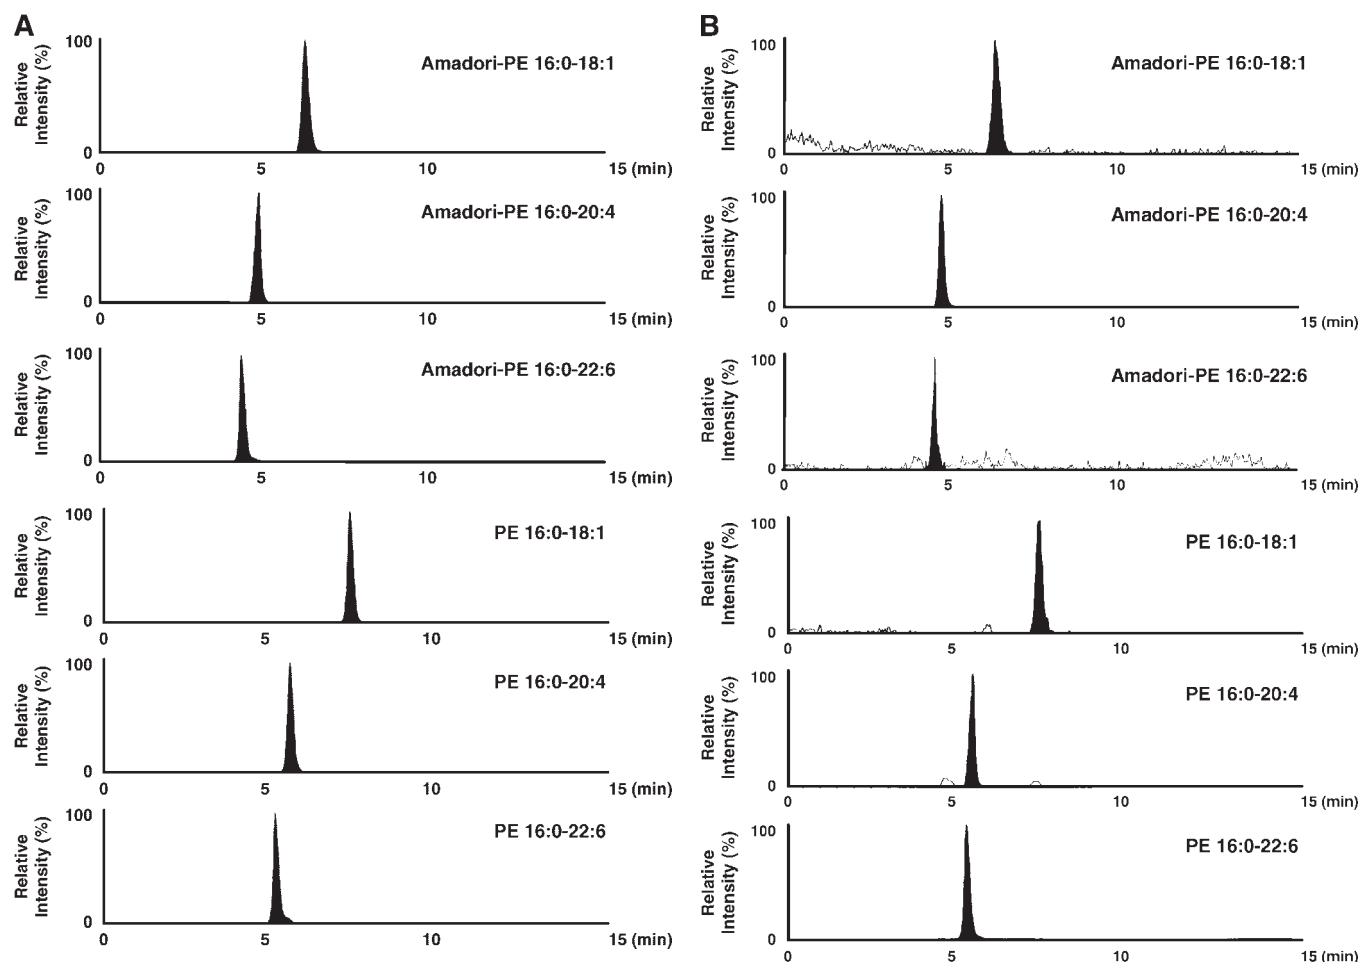 A
Relative
Intensity (%)
100
0
Amadori-PE 16:0-18:1
0 5 10 15 (min)
Relative
Intensity (%)
100
0
Amadori-PE 16:0-20:4
0 5 10 15 (min)
Relative
Intensity (%)
100
0
Amadori-PE 16:0-22:6
0 5 10 15 (min)
Relative
Intensity (%)
100
0
PE 16:0-18:1
0 5 10 15 (min)
Relative
Intensity (%)
100
0
PE 16:0-20:4
0 5 10 15 (min)
Relative
Intensity (%)
100
0
PE 16:0-22:6
0 5 10 15 (min)
B
Relative
Intensity (%)
100
0
Amadori-PE 16:0-18:1
0 5 10 15 (min)
Relative
Intensity (%)
100
0
Amadori-PE 16:0-20:4
0 5 10 15 (min)
Relative
Intensity (%)
100
0
Amadori-PE 16:0-22:6
0 5 10 15 (min)
Relative
Intensity (%)
100
0
PE 16:0-18:1
0 5 10 15 (min)
Relative
Intensity (%)
100
0
PE 16:0-20:4
0 5 10 15 (min)
Relative
Intensity (%)
100
0
PE 16:0-22:6
0 5 10 15 (min)